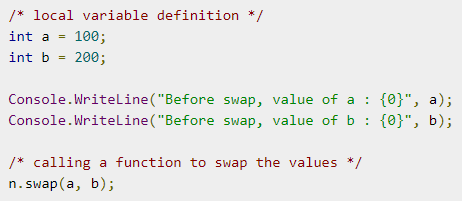 /* local variable definition */
int a = 100;
int b = 200;
Console.WriteLine("Before swap, value of a : {0}", a);
Console.WriteLine("Before swap, value of b : {0}", b);
/* calling a function to swap the values */
n.swap(a, b);